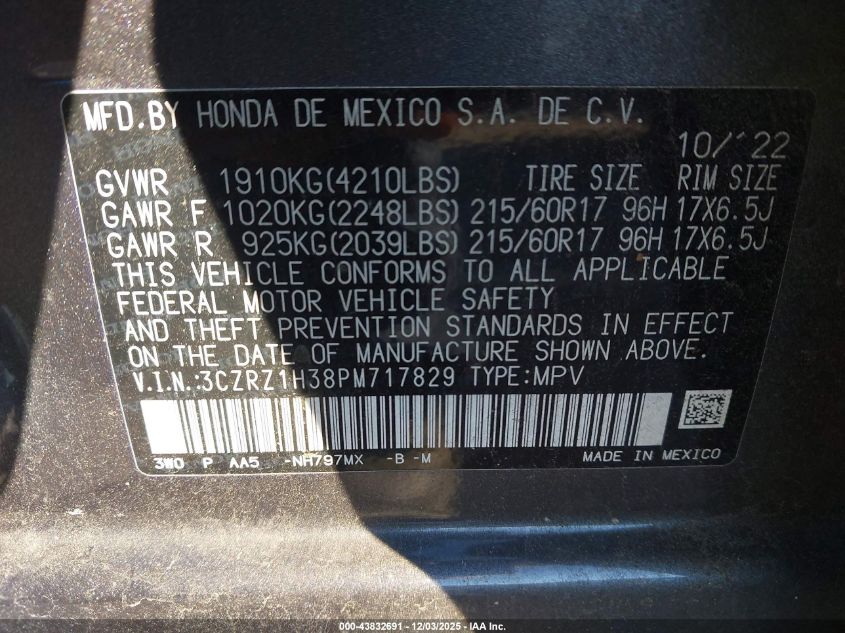 MFD.BY HONDA DE MEXICO S.A. DE C.V.
10/'22
GVWR 1910KG(4210LBS) TIRE SIZE RIM SIZE
GAWR F 1020KG(2248LBS) 215/60R17 96H 17X6.5J
GAWR R 925KG(2039LBS) 215/60R17 96H 17X6.5J
THIS VEHICLE CONFORMS TO ALL APPLICABLE
FEDERAL MOTOR VEHICLE SAFETY
AND THEFT PREVENTION STANDARDS IN EFFECT
ON THE DATE OF MANUFACTURE SHOWN ABOVE.
V.I.N.:3CZRZ1H38PM717829 TYPE:MPV
3W0 P AA5 -NH797MX -B -M MADE IN MEXICO
000-43832691 - 12/03/2025 - IAA Inc.